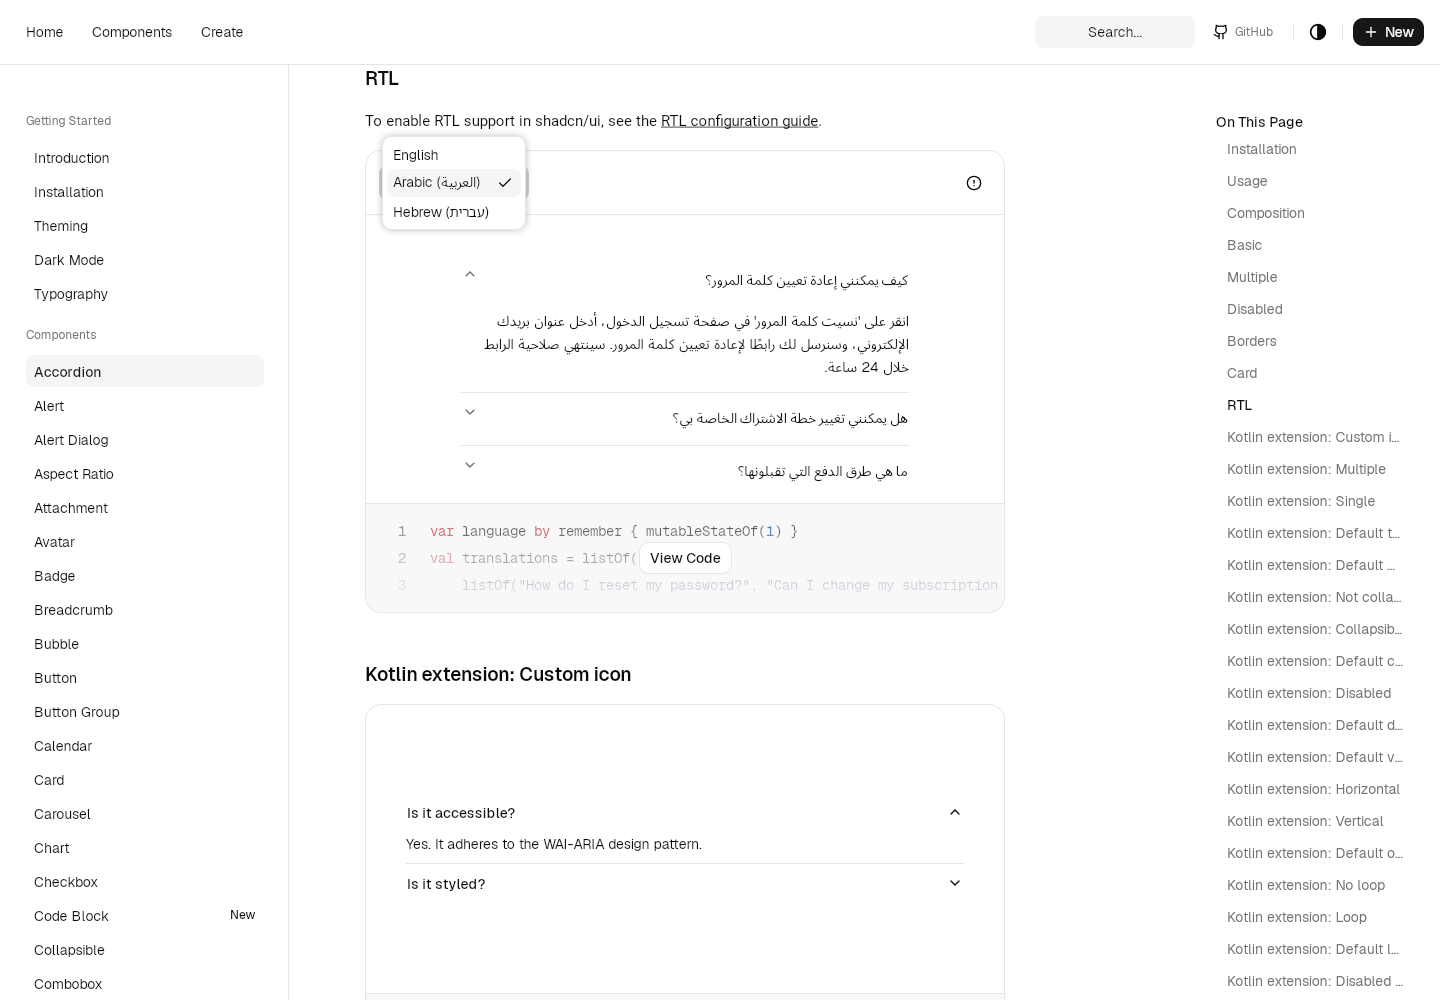 Home
Components
Create
Search...
GitHub
New
Getting Started
Introduction
Installation
Theming
Dark Mode
Typography
Components
Accordion
Alert
Alert Dialog
Aspect Ratio
Attachment
Avatar
Badge
Breadcrumb
Bubble
Button
Button Group
Calendar
Card
Carousel
Chart
Checkbox
Code Block
New
Collapsible
Combobox
RTL
To enable RTL support in shadcn/ui, see the RTL configuration guide.
English
Arabic (العربية)
Hebrew (עברית)
كيف يمكنني إعادة تعيين كلمة المرور؟
انقر على 'نسيت كلمة المرور' في صفحة تسجيل الدخول، أدخل عنوان بريدك
الإلكتروني، وسنرسل لك رابطًا لإعادة تعيين كلمة المرور. سينتهي صلاحية الرابط
خلال 24 ساعة.
هل يمكنني تغيير خطة الاشتراك الخاصة بي؟
ما هي طرق الدفع التي تقبلونها؟
1 var language by remember { mutableStateOf(1) }
2 val translations = listOf(
View Code
3 listOf("How do I reset my password?", "Can I change my subscription
Kotlin extension: Custom icon
Is it accessible?
Yes. It adheres to the WAI-ARIA design pattern.
Is it styled?
On This Page
Installation
Usage
Composition
Basic
Multiple
Disabled
Borders
Card
RTL
Kotlin extension: Custom i...
Kotlin extension: Multiple
Kotlin extension: Single
Kotlin extension: Default t...
Kotlin extension: Default ...
Kotlin extension: Not colla...
Kotlin extension: Collapsib...
Kotlin extension: Default c...
Kotlin extension: Disabled
Kotlin extension: Default d...
Kotlin extension: Default v...
Kotlin extension: Horizontal
Kotlin extension: Vertical
Kotlin extension: Default o...
Kotlin extension: No loop
Kotlin extension: Loop
Kotlin extension: Default l...
Kotlin extension: Disabled ...